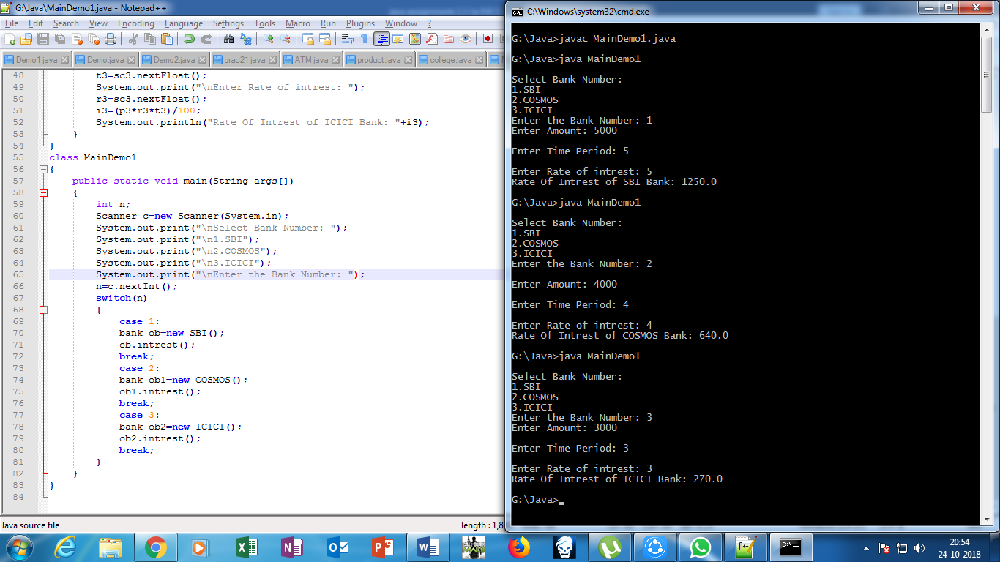 G:\Java\MainDemo1.java - Notepad++
File Edit Search View Encoding Language Settings Tools Macro Run Plugins Window ?
Demo1.java Demo.java Demo2.java prac21.java ATM.java product.java college.java
48 t3=sc3.nextFloat();
49 System.out.print("\nEnter Rate of intrest: ");
50 r3=sc3.nextFloat();
51 i3=(p3*r3*t3)/100;
52 System.out.println("Rate Of Intrest of ICICI Bank: "+i3);
53 }
54 }
55 class MainDemo1
56 {
57 public static void main(String args[])
58 {
59 int n;
60 Scanner c=new Scanner(System.in);
61 System.out.print("\nSelect Bank Number: ");
62 System.out.print("\n1.SBI");
63 System.out.print("\n2.COSMOS");
64 System.out.print("\n3.ICICI");
65 System.out.print("\nEnter the Bank Number: ");
66 n=c.nextInt();
67 switch(n)
68 {
69 case 1:
70 bank ob=new SBI();
71 ob.intrest();
72 break;
73 case 2:
74 bank ob1=new COSMOS();
75 ob1.intrest();
76 break;
77 case 3:
78 bank ob2=new ICICI();
79 ob2.intrest();
80 break;
81 }
82 }
83 }
84
Java source file length : 1,8
C:\Windows\system32\cmd.exe
G:\Java>javac MainDemo1.java
G:\Java>java MainDemo1
Select Bank Number:
1.SBI
2.COSMOS
3.ICICI
Enter the Bank Number: 1
Enter Amount: 5000
Enter Time Period: 5
Enter Rate of intrest: 5
Rate Of Intrest of SBI Bank: 1250.0
G:\Java>java MainDemo1
Select Bank Number:
1.SBI
2.COSMOS
3.ICICI
Enter the Bank Number: 2
Enter Amount: 4000
Enter Time Period: 4
Enter Rate of intrest: 4
Rate Of Intrest of COSMOS Bank: 640.0
G:\Java>java MainDemo1
Select Bank Number:
1.SBI
2.COSMOS
3.ICICI
Enter the Bank Number: 3
Enter Amount: 3000
Enter Time Period: 3
Enter Rate of intrest: 3
Rate Of Intrest of ICICI Bank: 270.0
G:\Java>
20:54
24-10-2018